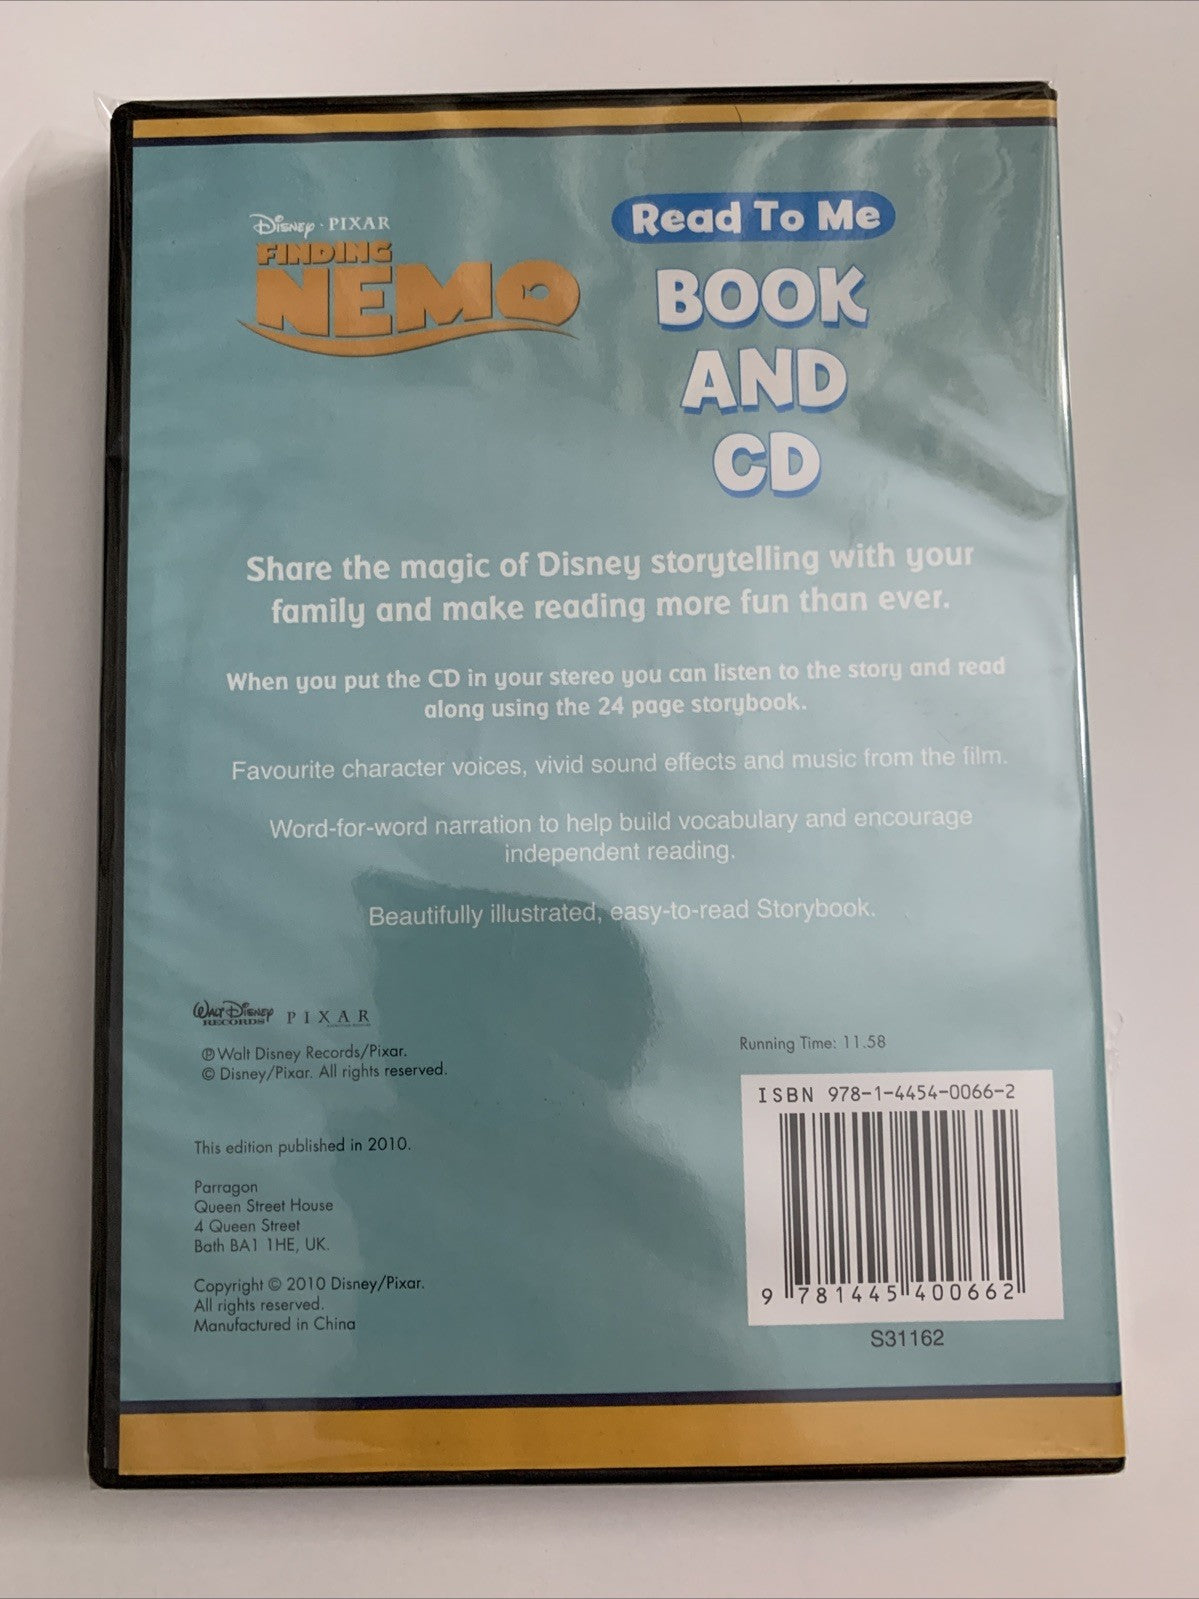 Disney · PIXAR
FINDING
NEMO
Read To Me
BOOK
AND
CD
Share the magic of Disney storytelling with your
family and make reading more fun than ever.
When you put the CD in your stereo you can listen to the story and read
along using the 24 page storybook.
Favourite character voices, vivid sound effects and music from the film.
Word-for-word narration to help build vocabulary and encourage
independent reading.
Beautifully illustrated, easy-to-read Storybook.
WALT DISNEY
RECORDS
PIXAR
℗ Walt Disney Records/Pixar.
© Disney/Pixar. All rights reserved.
This edition published in 2010.
Parragon
Queen Street House
4 Queen Street
Bath BA1 1HE, UK.
Copyright © 2010 Disney/Pixar.
All rights reserved.
Manufactured in China
Running Time: 11.58
ISBN 978-1-4454-0066-2
9 781445 400662
S31162